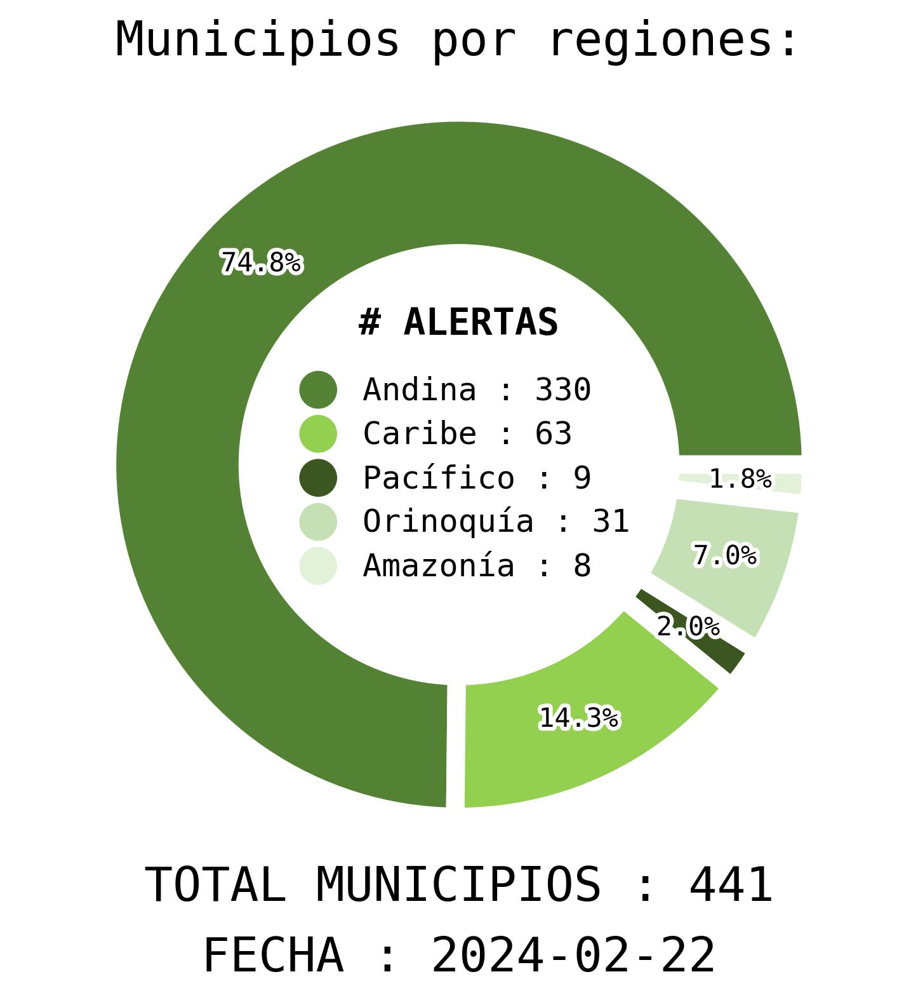 Municipios por regiones:
74.8%
# ALERTAS
Andina : 330
Caribe : 63
Pacífico : 9
Orinoquía : 31
Amazonía : 8
1.8%
7.0%
2.0%
14.3%
TOTAL MUNICIPIOS : 441
FECHA : 2024-02-22